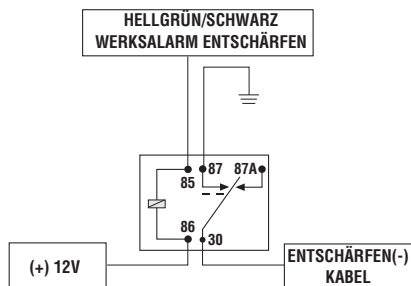 HELLGRÜN/SCHWARZ
WERKSALARM ENTSCHÄRFEN
87
87A
85
86
30
(+) 12V
ENTSCHÄRFEN(-)
KABEL